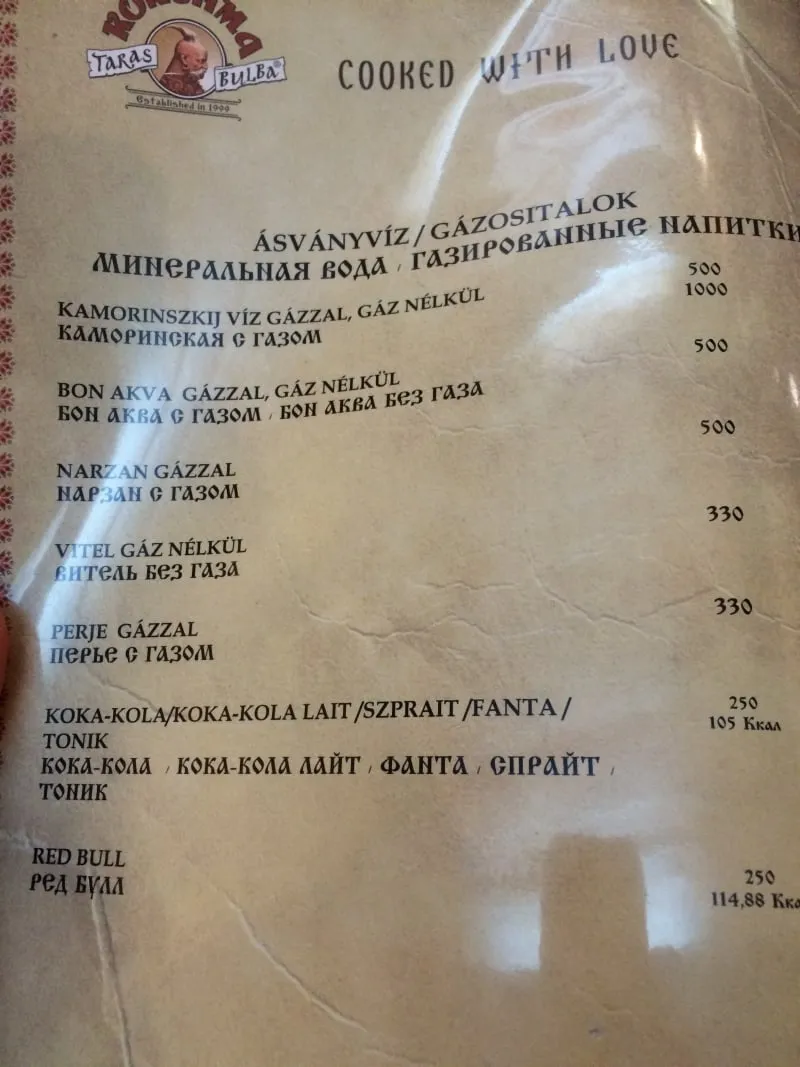 КОРЧМА
TARAS
BULBA®
Established in 1999
COOKED WITH LOVE
ÁSVÁNYVÍZ / GÁZOSITALOK
МИНЕРАЛЬНАЯ ВОДА / ГАЗИРОВАННЫЕ НАПИТКИ
500
1000
KAMORINSZKIJ VÍZ GÁZZAL, GÁZ NÉLKÜL
КАМОРИНСКАЯ С ГАЗОМ
500
BON AKVA GÁZZAL, GÁZ NÉLKÜL
БОН АКВА С ГАЗОМ / БОН АКВА БЕЗ ГАЗА
500
NARZAN GÁZZAL
НАРЗАН С ГАЗОМ
330
VITEL GÁZ NÉLKÜL
ВИТЕЛЬ БЕЗ ГАЗА
330
PERJE GÁZZAL
ПЕРЬЕ С ГАЗОМ
KOKA-KOLA/KOKA-KOLA LAIT /SZPRAIT /FANTA /
250
TONIK
105 Ккал
КОКА-КОЛА / КОКА-КОЛА ЛАЙТ / ФАНТА / СПРАЙТ /
ТОНИК
RED BULL
РЕД БУЛЛ
250
114,88 Кка